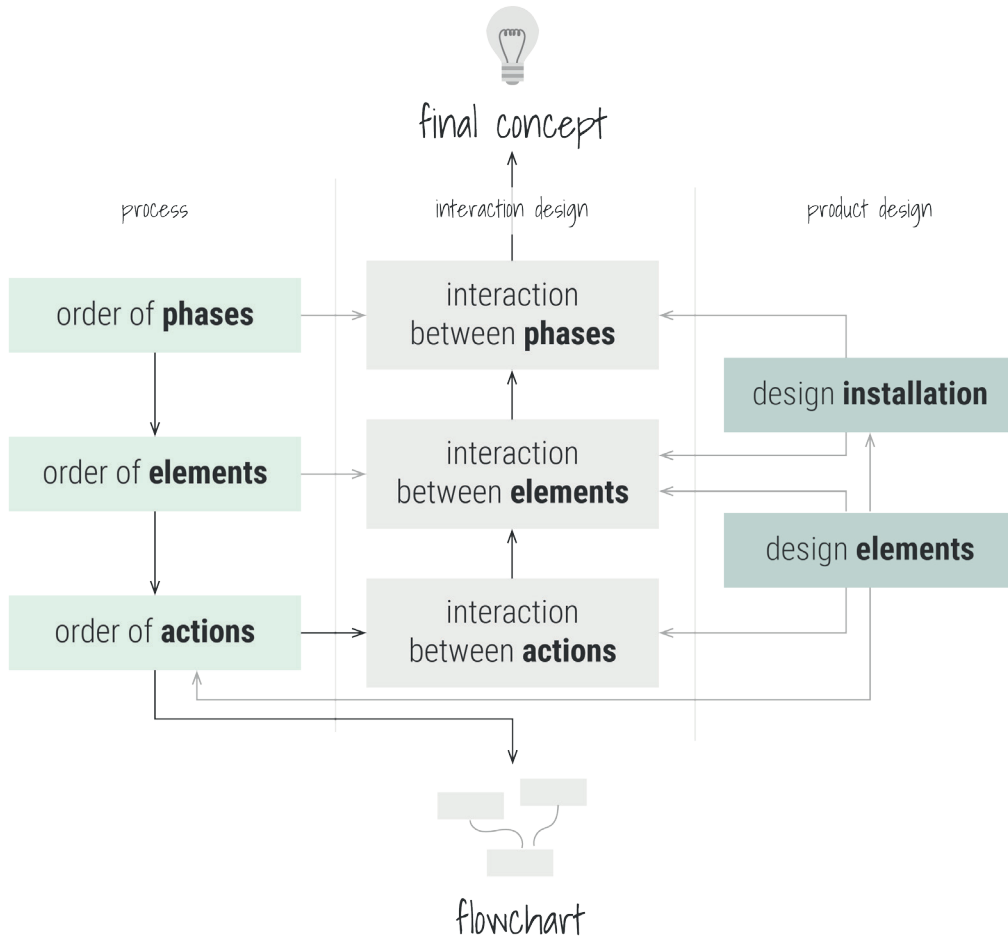 final concept
process
interaction design
product design
order of phases
interaction
between phases
design installation
order of elements
interaction
between elements
design elements
order of actions
interaction
between actions
flowchart